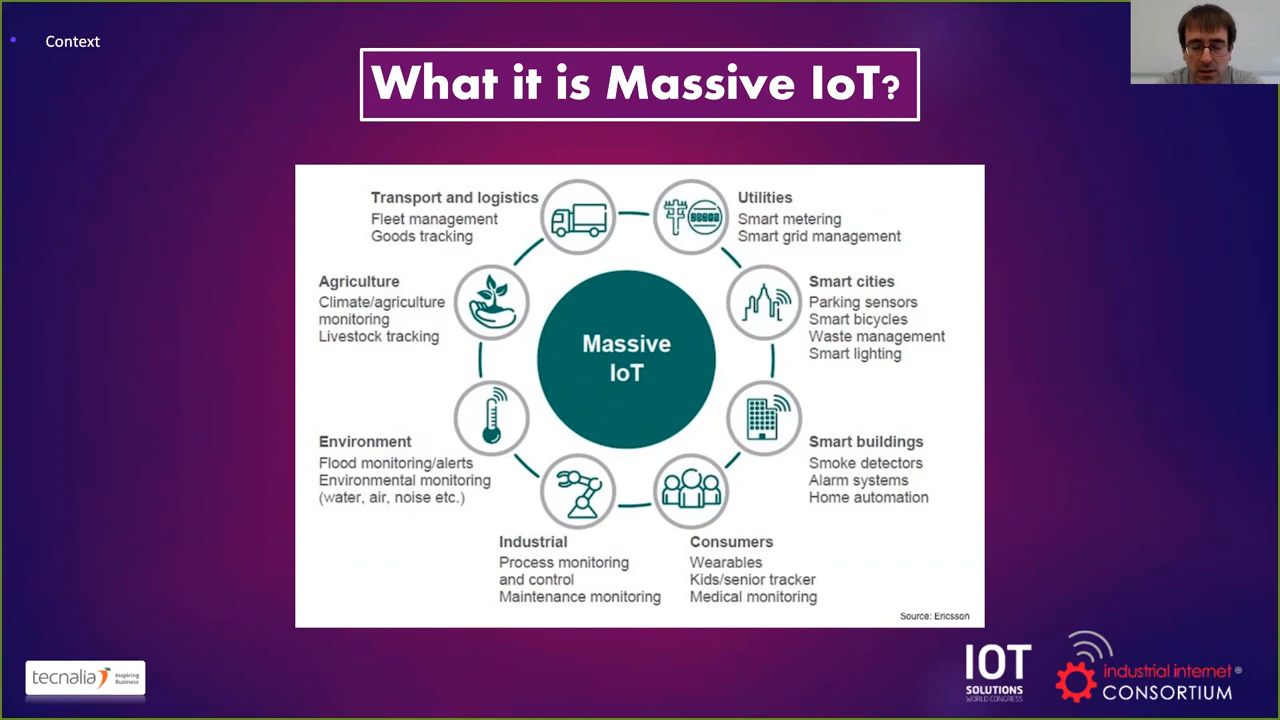 Context
What it is Massive IoT?
Transport and logistics
Fleet management
Goods tracking
Utilities
Smart metering
Smart grid management
Agriculture
Climate/agriculture
monitoring
Livestock tracking
Smart cities
Parking sensors
Smart bicycles
Waste management
Smart lighting
Massive
IoT
Environment
Flood monitoring/alerts
Environmental monitoring
(water, air, noise etc.)
Smart buildings
Smoke detectors
Alarm systems
Home automation
Industrial
Process monitoring
and control
Maintenance monitoring
Consumers
Wearables
Kids/senior tracker
Medical monitoring
Source: Ericsson
tecnalia Inspiring
Business
IOT
SOLUTIONS
WORLD CONGRESS
industrial internet®
CONSORTIUM